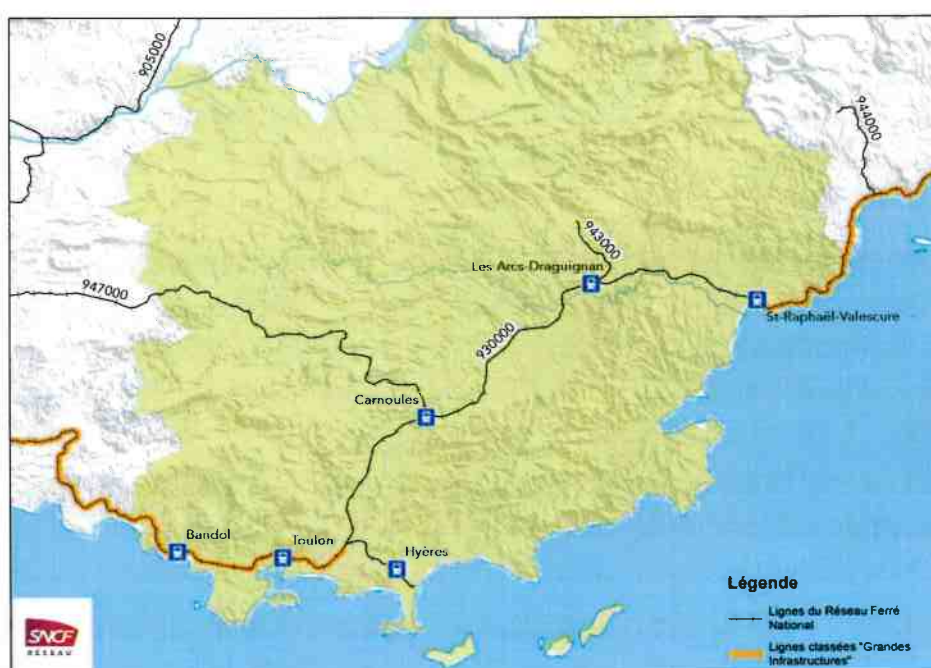 905000
944000
943000
Les Arcs-Draguignan
947000
St-Raphaël-Valescure
930000
Carnoules
Bandol
Toulon
Hyères
Légende
Lignes du Réseau Ferré
National
Lignes classées "Grandes
Infrastructures"
SNCF
RÉSEAU